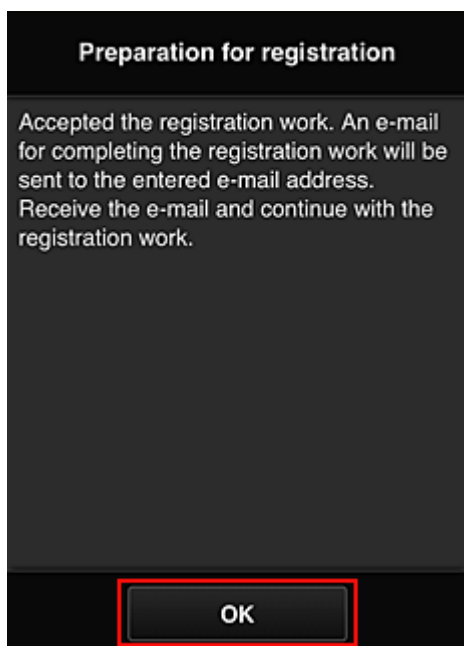 Preparation for registration
Accepted the registration work. An e-mail
for completing the registration work will be
sent to the entered e-mail address.
Receive the e-mail and continue with the
registration work.
OK